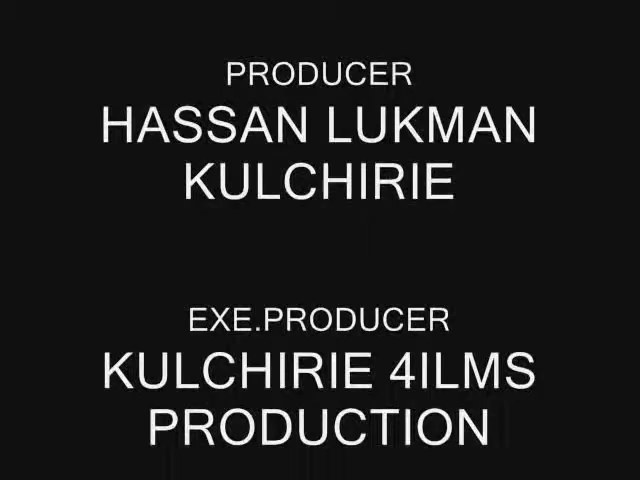 PRODUCER
HASSAN LUKMAN
KULCHIRIE
EXE.PRODUCER
KULCHIRIE 4ILMS
PRODUCTION